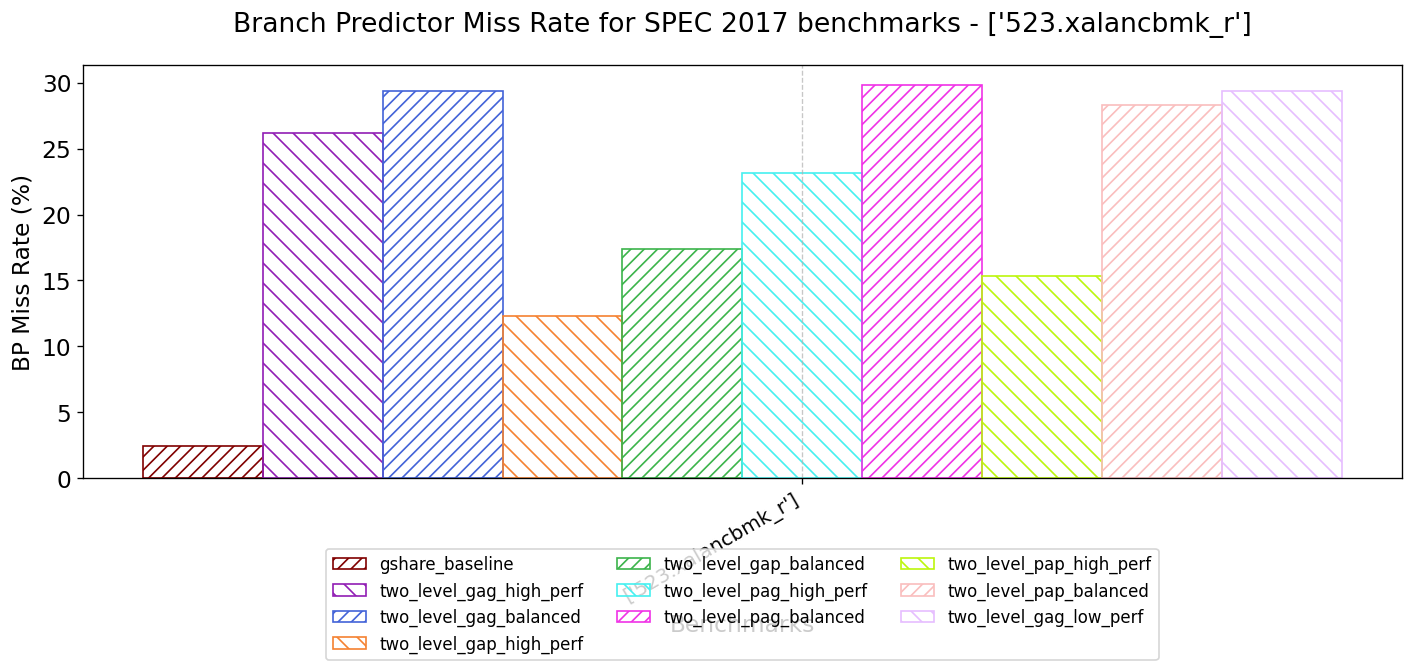 Branch Predictor Miss Rate for SPEC 2017 benchmarks - ['523.xalancbmk_r']
BP Miss Rate (%)
30
25
20
15
10
5
0
['523.xalancbmk_r']
Benchmarks
gshare_baseline
two_level_gag_high_perf
two_level_gag_balanced
two_level_gap_high_perf
two_level_gap_balanced
two_level_pag_high_perf
two_level_pag_balanced
two_level_pap_high_perf
two_level_pap_balanced
two_level_gag_low_perf